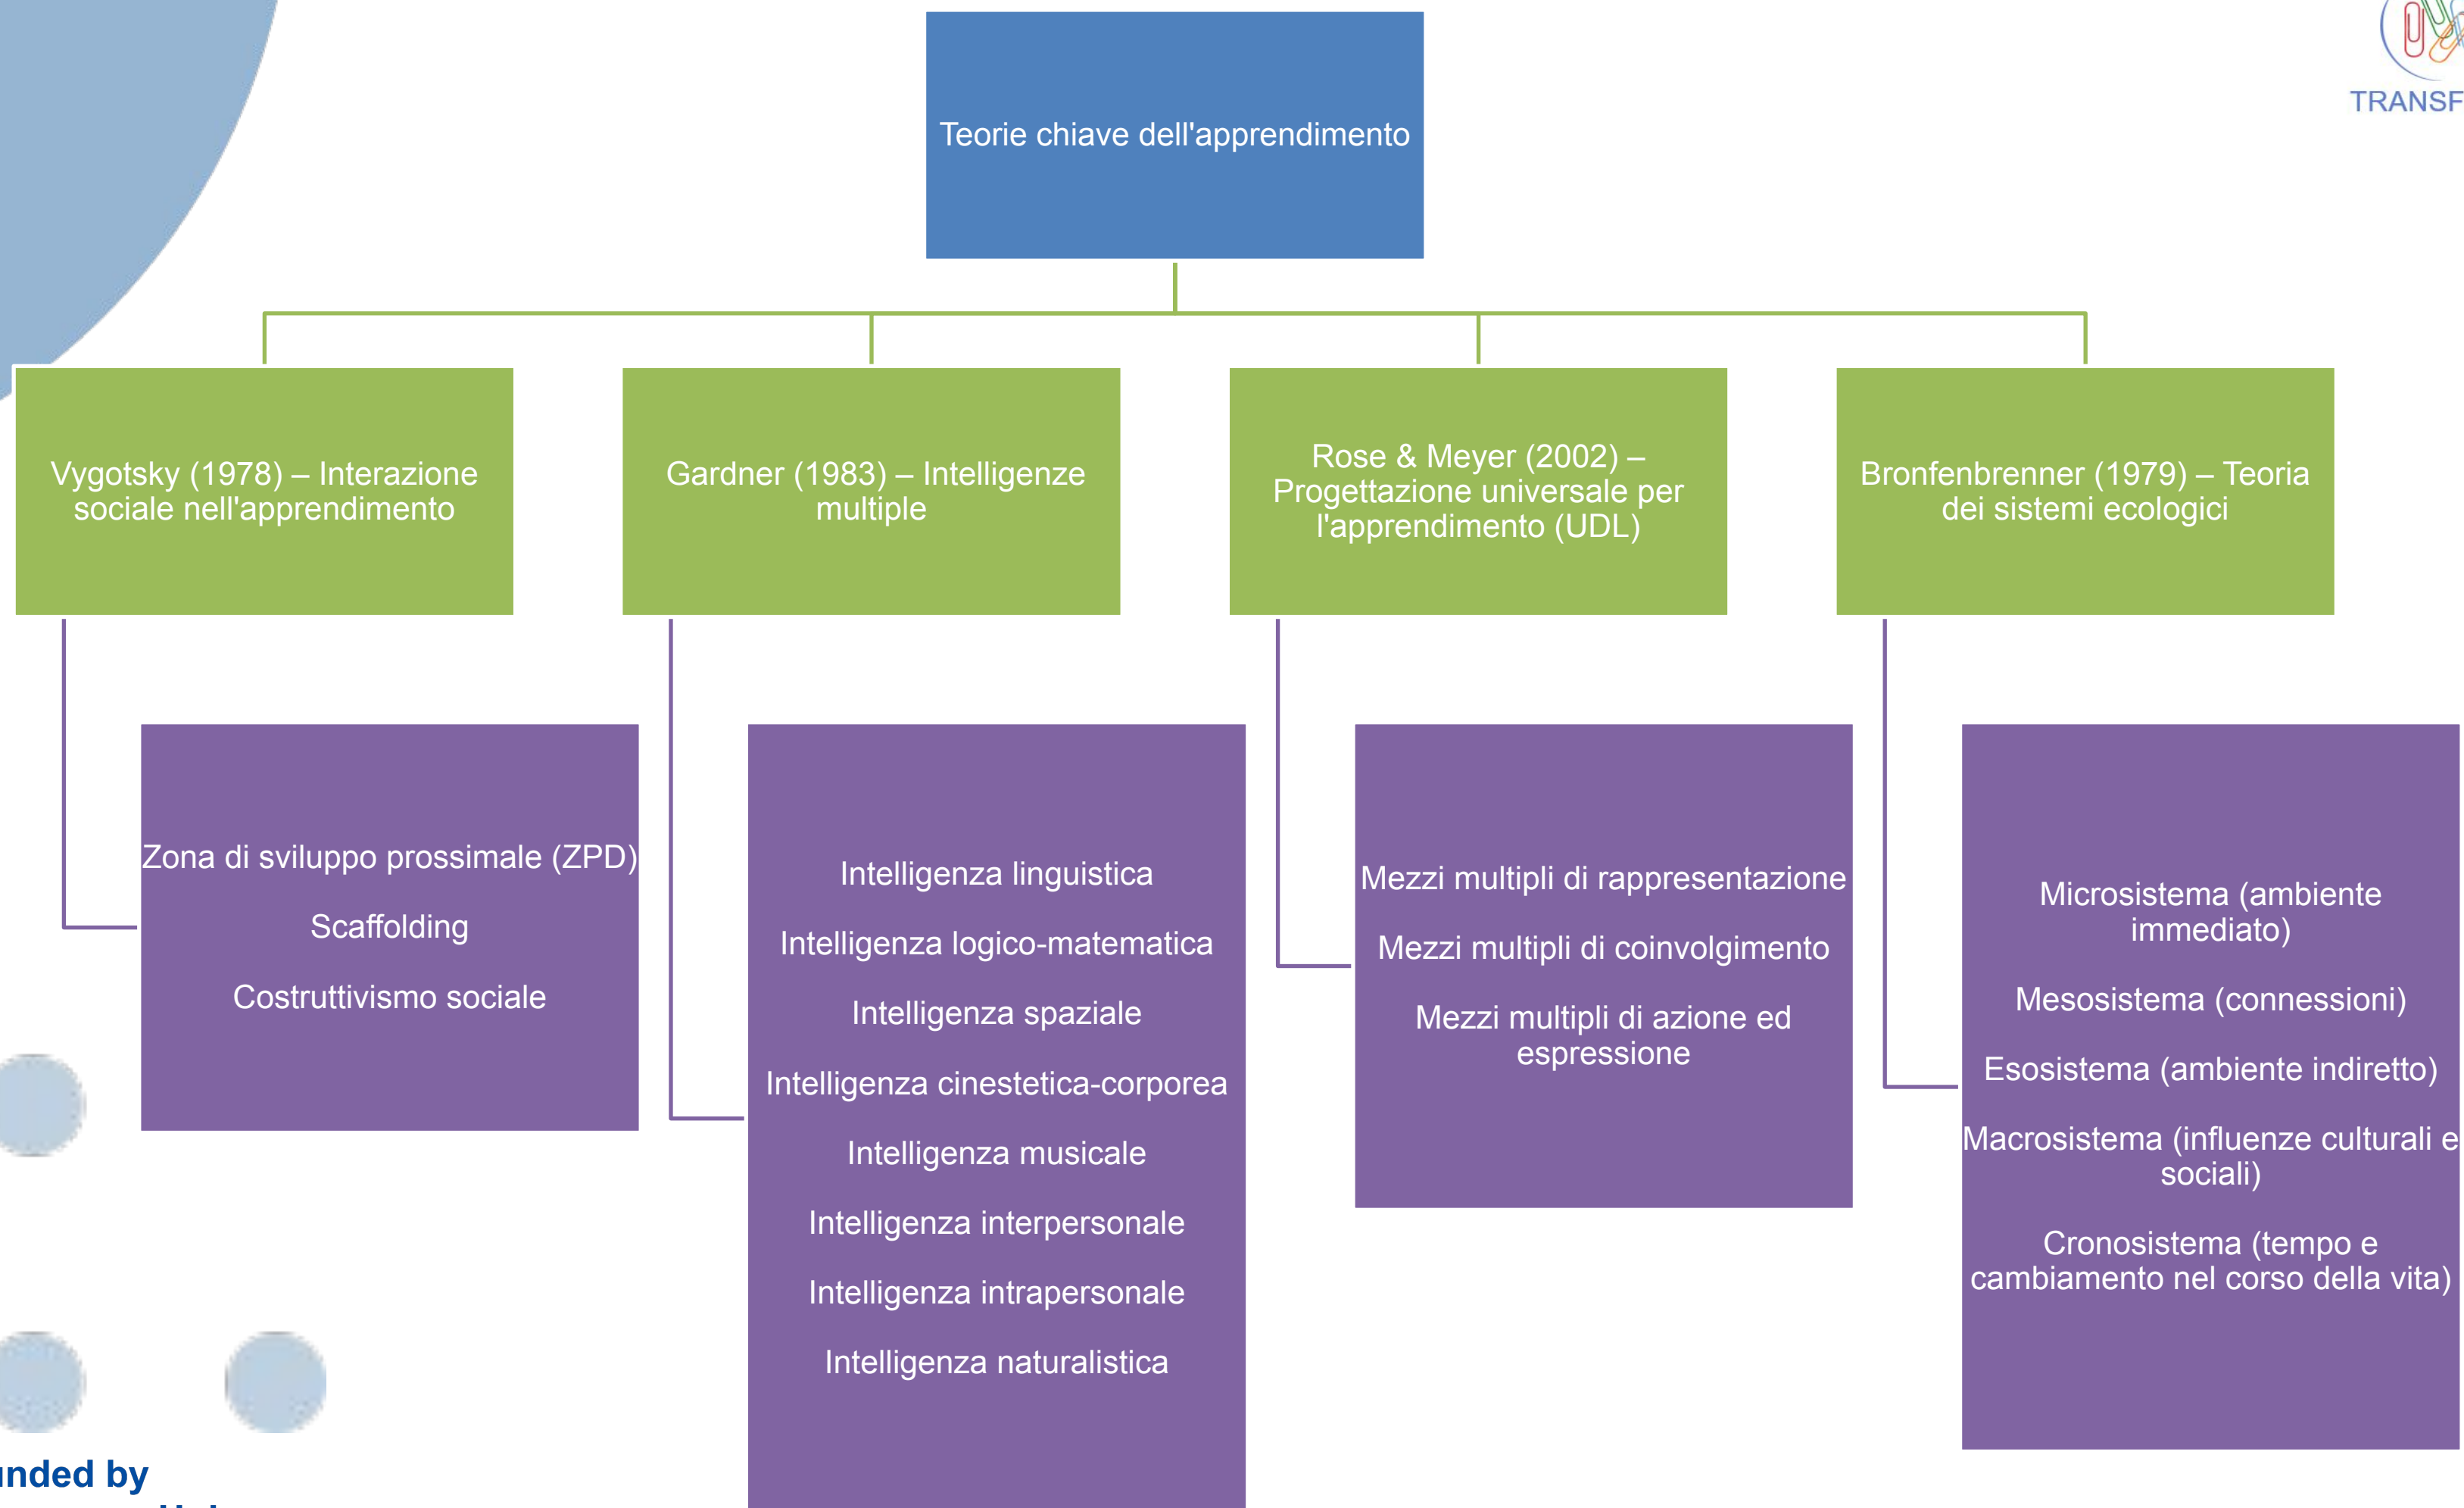 TRANSF
Teorie chiave dell'apprendimento
Vygotsky (1978) – Interazione
sociale nell'apprendimento
Gardner (1983) – Intelligenze
multiple
Rose & Meyer (2002) –
Progettazione universale per
l'apprendimento (UDL)
Bronfenbrenner (1979) – Teoria
dei sistemi ecologici
Zona di sviluppo prossimale (ZPD)
Scaffolding
Costruttivismo sociale
Intelligenza linguistica
Intelligenza logico-matematica
Intelligenza spaziale
Intelligenza cinestetica-corporea
Intelligenza musicale
Intelligenza interpersonale
Intelligenza intrapersonale
Intelligenza naturalistica
Mezzi multipli di rappresentazione
Mezzi multipli di coinvolgimento
Mezzi multipli di azione ed
espressione
Microsistema (ambiente
immediato)
Mesosistema (connessioni)
Esosistema (ambiente indiretto)
Macrosistema (influenze culturali e
sociali)
Cronosistema (tempo e
cambiamento nel corso della vita)
unded by